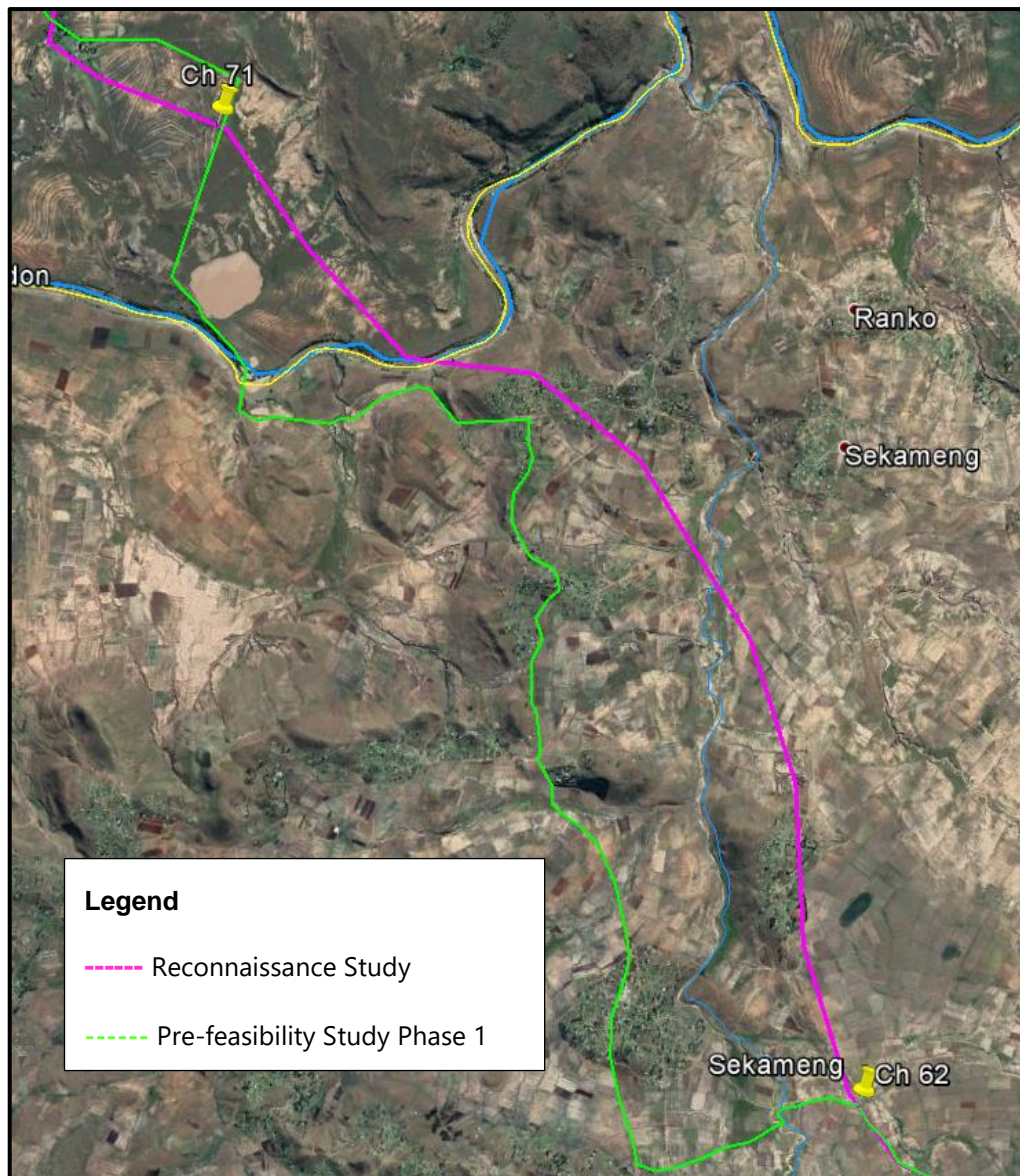 Ch 71
don
Ranko
Sekameng
Legend
Reconnaissance Study
Pre-feasibility Study Phase 1
Sekameng
Ch 62